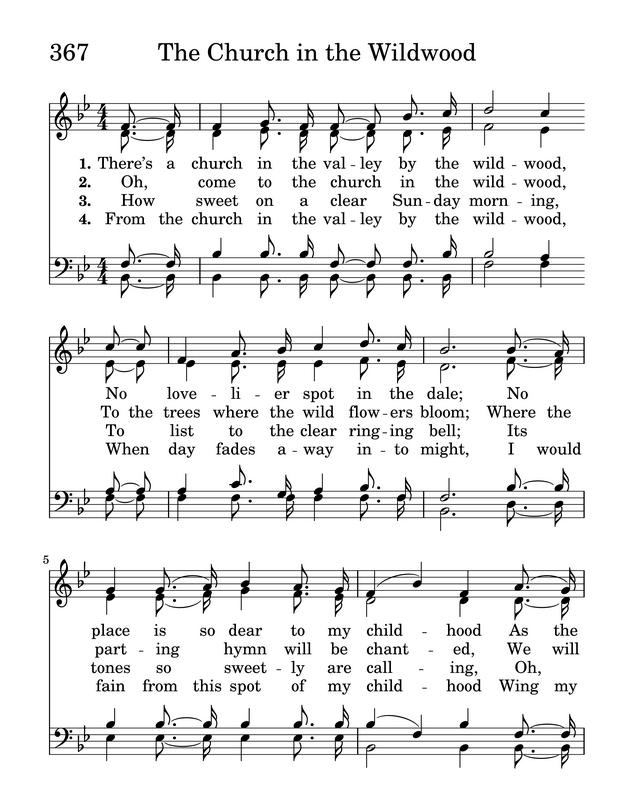 367 The Church in the Wildwood
1. There's a church in the val - ley by the wild - wood,
2. Oh, come to the church in the wild - wood,
3. How sweet on a clear Sun - day morn - ing,
4. From the church in the val - ley by the wild - wood,
No love - li - er spot in the dale; No
To the trees where the wild flow - ers bloom; Where the
To list to the clear ring - ing bell; Its
When day fades a - way in - to might, I would
5
place is so dear to my child - hood As the
part - ing hymn will be chant - ed, We will
tones so sweet - ly are call - ing, Oh,
fain from this spot of my child - hood Wing my